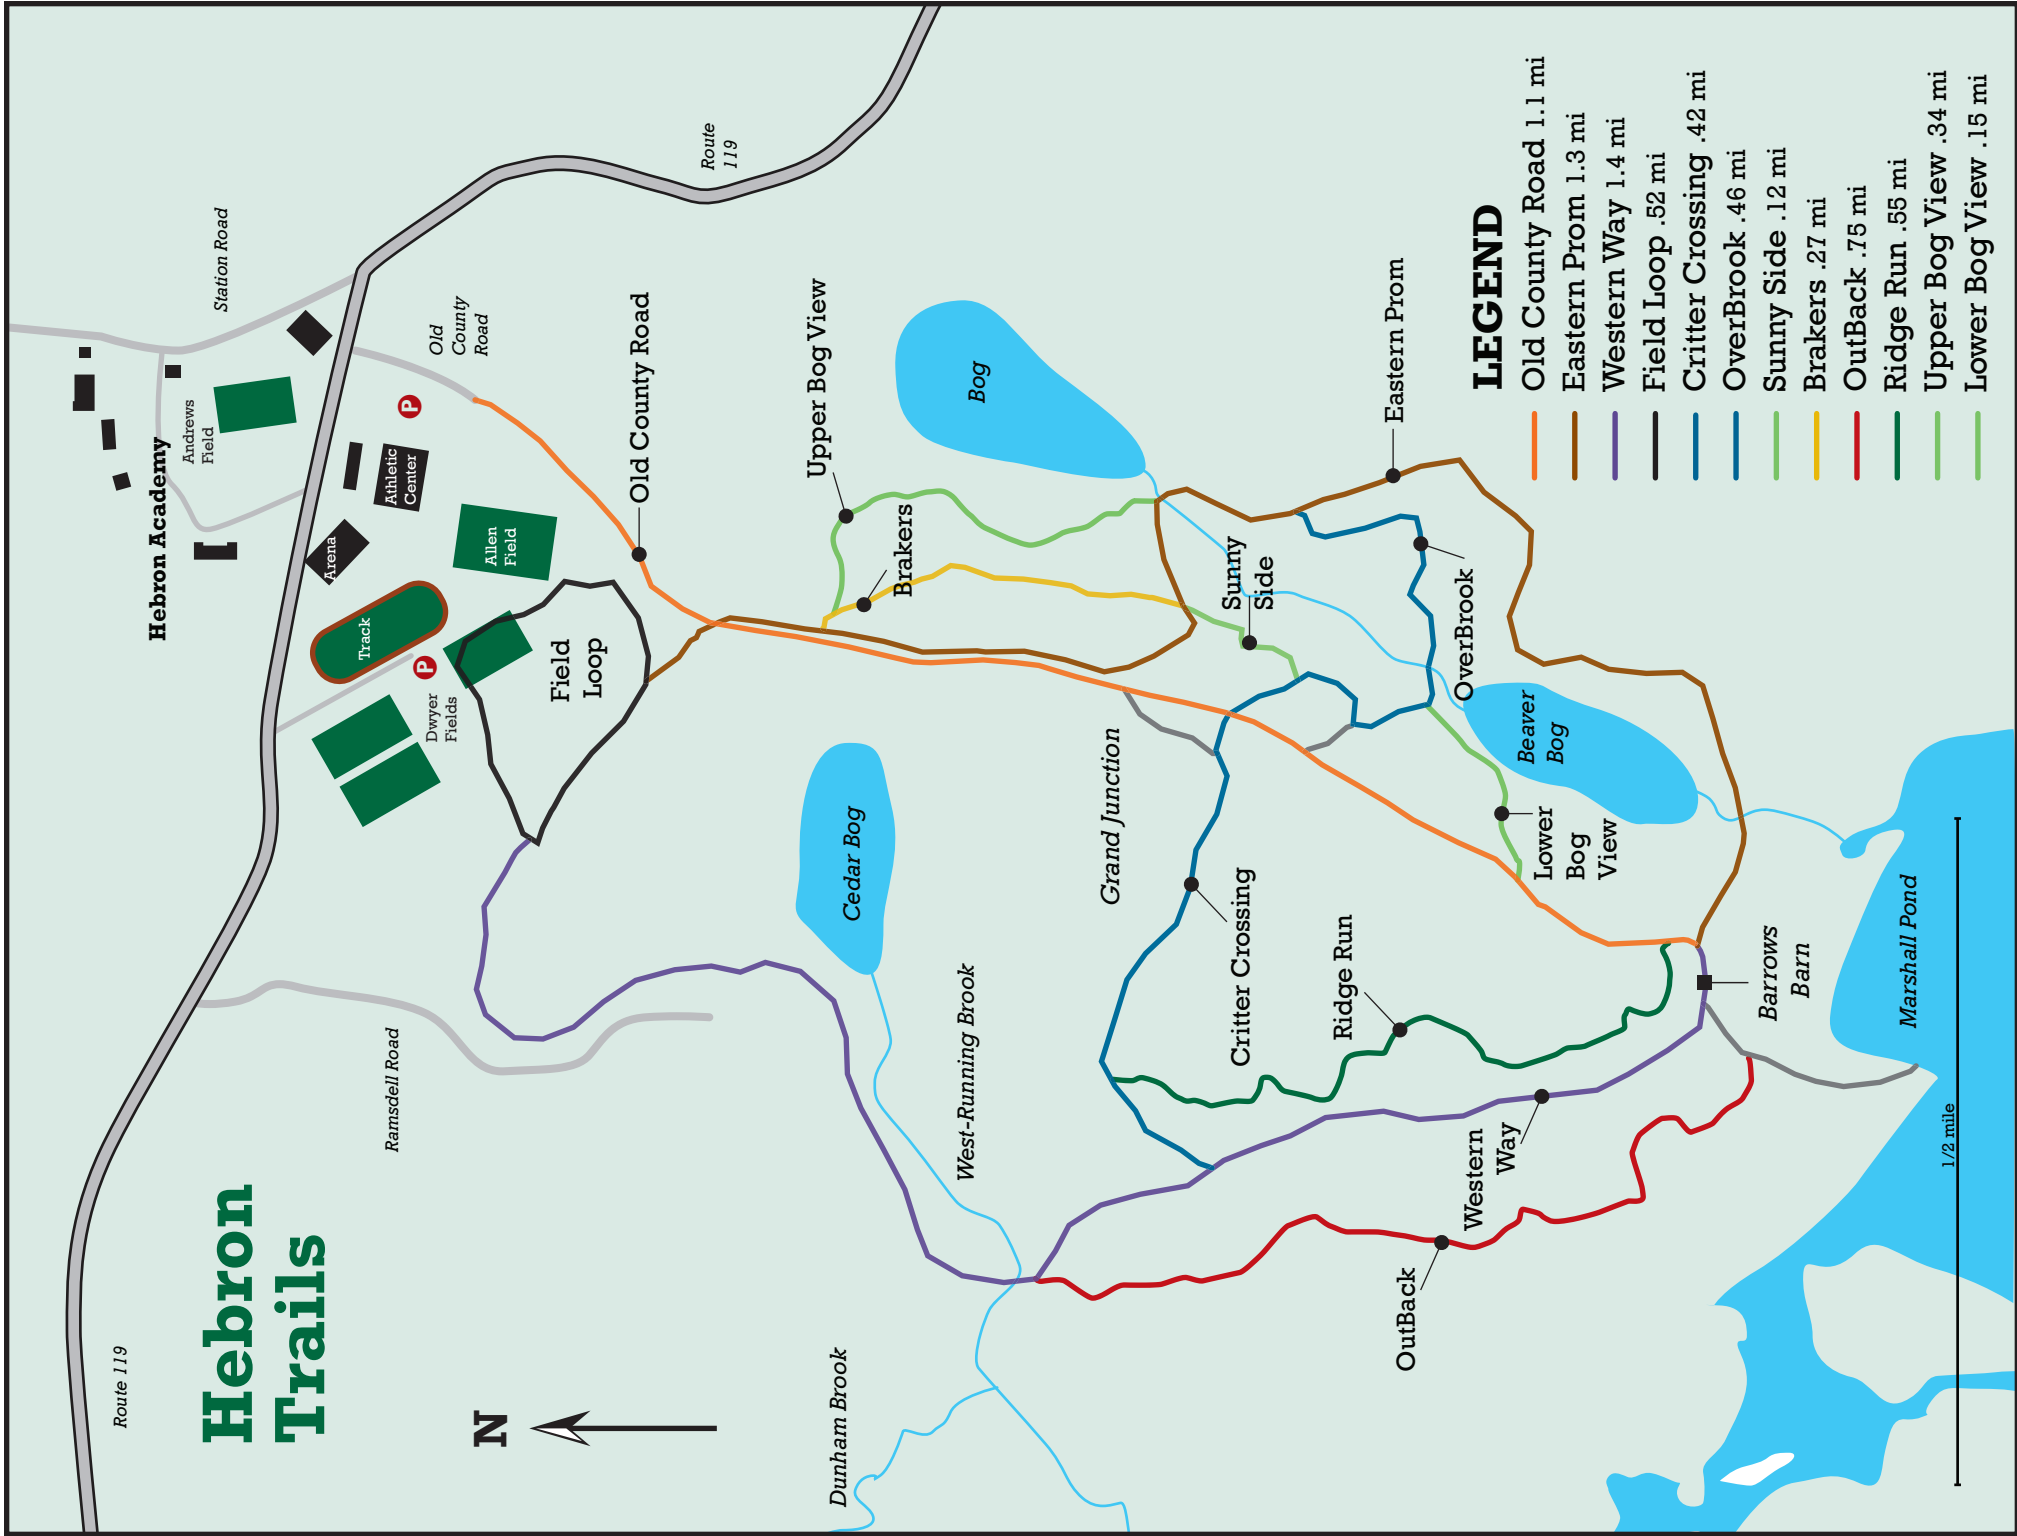 Hebron
Trails
N
Route 119
Ramsdell Road
Hebron Academy
Station Road
Andrews
Field
Athletic
Center
Arena
Track
Allen
Field
P
P
Dwyer
Fields
Field
Loop
Old
County
Road
Route
119
Old County Road
Upper Bog View
Brakers
Bog
Cedar Bog
West-Running Brook
Dunham Brook
Grand Junction
Critter Crossing
Sunny
Side
Eastern Prom
OverBrook
Beaver
Bog
Lower
Bog
View
Ridge Run
Western
Way
OutBack
Barrows
Barn
Marshall Pond
1/2 mile
LEGEND
Old County Road 1.1 mi
Eastern Prom 1.3 mi
Western Way 1.4 mi
Field Loop .52 mi
Critter Crossing .42 mi
OverBrook .46 mi
Sunny Side .12 mi
Brakers .27 mi
OutBack .75 mi
Ridge Run .55 mi
Upper Bog View .34 mi
Lower Bog View .15 mi